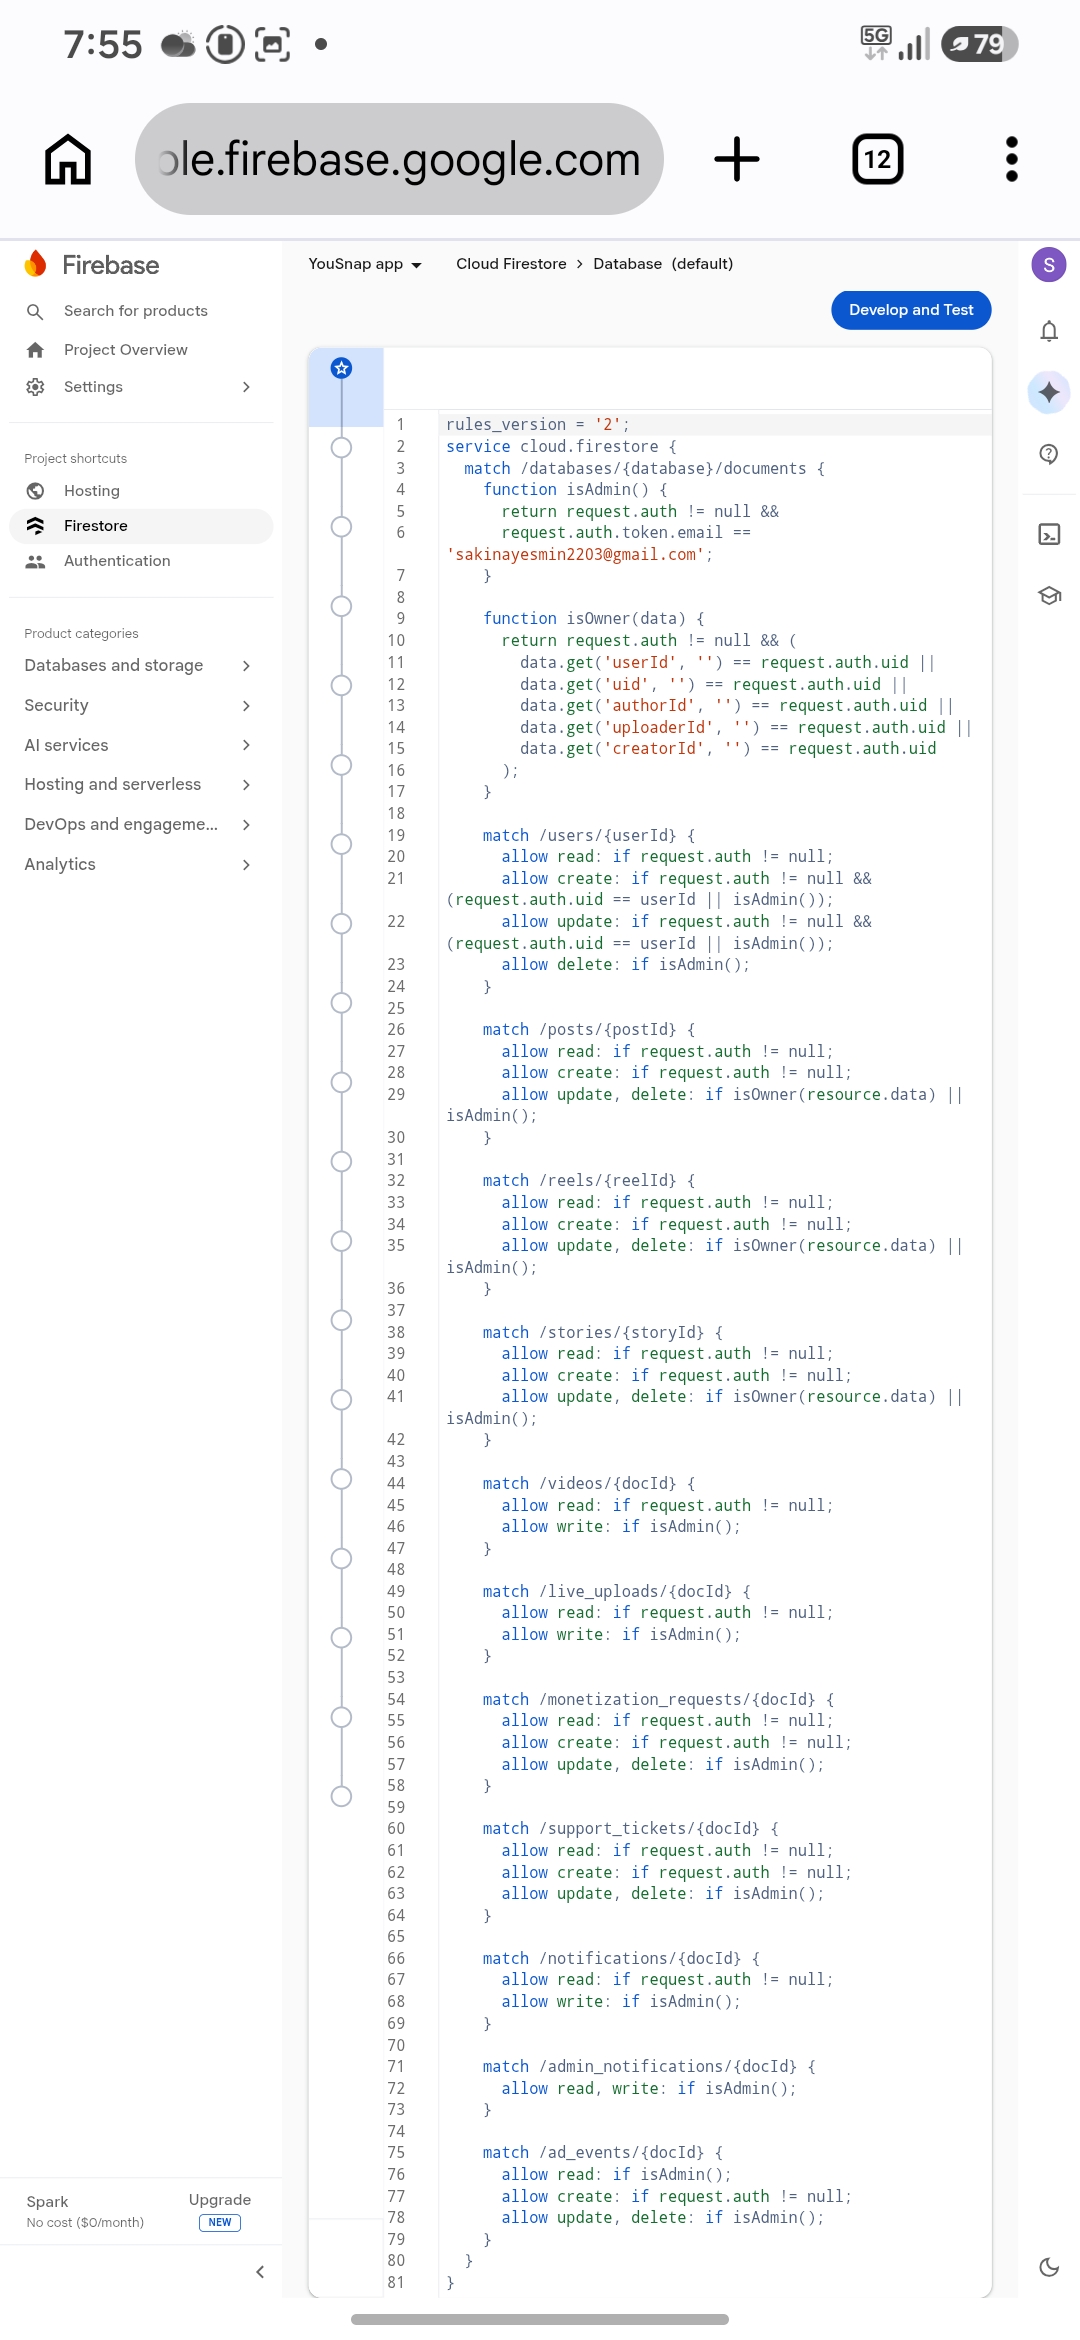 7:55
5G
79
ole.firebase.google.com
12
Firebase
Search for products
Project Overview
Settings
Project shortcuts
Hosting
Firestore
Authentication
Product categories
Databases and storage
Security
AI services
Hosting and serverless
DevOps and engageme...
Analytics
Spark
No cost ($0/month)
Upgrade
NEW
YouSnap app
Cloud Firestore > Database (default)
S
Develop and Test
1 rules_version = '2';
2 service cloud.firestore {
3 match /databases/{database}/documents {
4 function isAdmin() {
5 return request.auth != null &&
6 request.auth.token.email ==
'sakinayesmin2203@gmail.com';
7 }
8
9 function isOwner(data) {
10 return request.auth != null && (
11 data.get('userId', '') == request.auth.uid ||
12 data.get('uid', '') == request.auth.uid ||
13 data.get('authorId', '') == request.auth.uid ||
14 data.get('uploaderId', '') == request.auth.uid ||
15 data.get('creatorId', '') == request.auth.uid
16 );
17 }
18
19 match /users/{userId} {
20 allow read: if request.auth != null;
21 allow create: if request.auth != null &&
(request.auth.uid == userId || isAdmin());
22 allow update: if request.auth != null &&
(request.auth.uid == userId || isAdmin());
23 allow delete: if isAdmin();
24 }
25
26 match /posts/{postId} {
27 allow read: if request.auth != null;
28 allow create: if request.auth != null;
29 allow update, delete: if isOwner(resource.data) ||
isAdmin();
30 }
31
32 match /reels/{reelId} {
33 allow read: if request.auth != null;
34 allow create: if request.auth != null;
35 allow update, delete: if isOwner(resource.data) ||
isAdmin();
36 }
37
38 match /stories/{storyId} {
39 allow read: if request.auth != null;
40 allow create: if request.auth != null;
41 allow update, delete: if isOwner(resource.data) ||
isAdmin();
42 }
43
44 match /videos/{docId} {
45 allow read: if request.auth != null;
46 allow write: if isAdmin();
47 }
48
49 match /live_uploads/{docId} {
50 allow read: if request.auth != null;
51 allow write: if isAdmin();
52 }
53
54 match /monetization_requests/{docId} {
55 allow read: if request.auth != null;
56 allow create: if request.auth != null;
57 allow update, delete: if isAdmin();
58 }
59
60 match /support_tickets/{docId} {
61 allow read: if request.auth != null;
62 allow create: if request.auth != null;
63 allow update, delete: if isAdmin();
64 }
65
66 match /notifications/{docId} {
67 allow read: if request.auth != null;
68 allow write: if isAdmin();
69 }
70
71 match /admin_notifications/{docId} {
72 allow read, write: if isAdmin();
73 }
74
75 match /ad_events/{docId} {
76 allow read: if isAdmin();
77 allow create: if request.auth != null;
78 allow update, delete: if isAdmin();
79 }
80 }
81 }